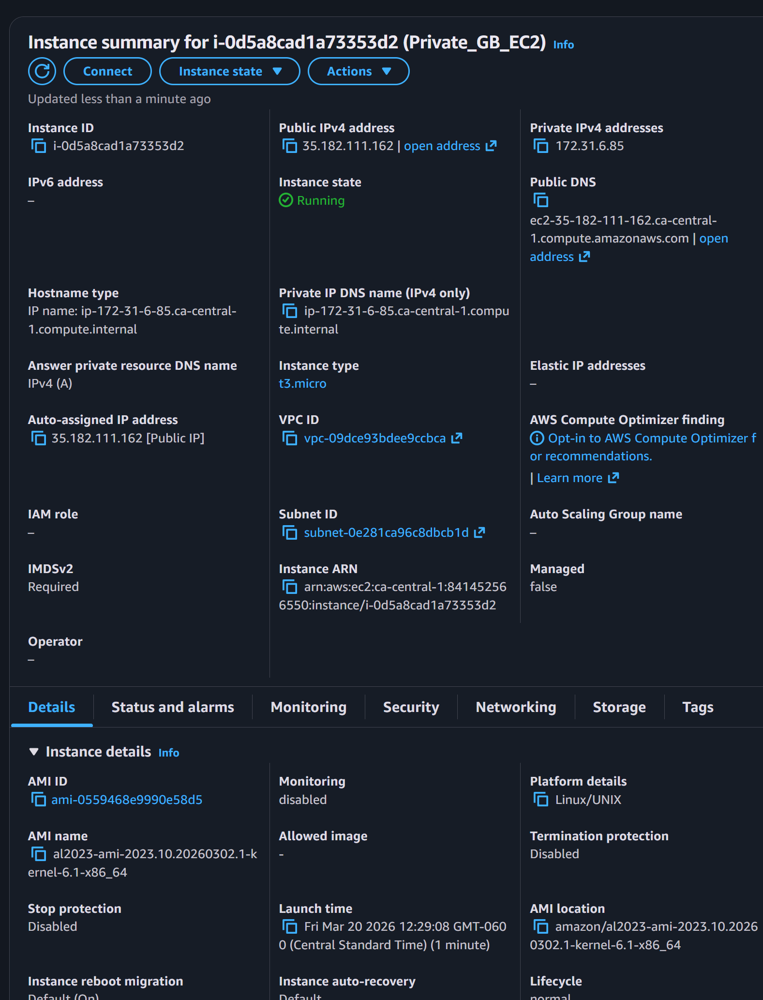 Instance summary for i-0d5a8cad1a73353d2 (Private_GB_EC2) Info
Connect
Instance state
Actions
Updated less than a minute ago
Instance ID
i-0d5a8cad1a73353d2
Public IPv4 address
35.182.111.162 | open address
Private IPv4 addresses
172.31.6.85
IPv6 address
–
Instance state
Running
Public DNS
ec2-35-182-111-162.ca-central-
1.compute.amazonaws.com | open
address
Hostname type
IP name: ip-172-31-6-85.ca-central-
1.compute.internal
Private IP DNS name (IPv4 only)
ip-172-31-6-85.ca-central-1.compu
te.internal
Answer private resource DNS name
IPv4 (A)
Instance type
t3.micro
Elastic IP addresses
–
Auto-assigned IP address
35.182.111.162 [Public IP]
VPC ID
vpc-09dce93bdee9ccbca
AWS Compute Optimizer finding
Opt-in to AWS Compute Optimizer f
or recommendations.
| Learn more
IAM role
–
Subnet ID
subnet-0e281ca96c8dbcb1d
Auto Scaling Group name
–
IMDSv2
Required
Instance ARN
arn:aws:ec2:ca-central-1:84145256
6550:instance/i-0d5a8cad1a73353d2
Managed
false
Operator
–
Details
Status and alarms
Monitoring
Security
Networking
Storage
Tags
Instance details Info
AMI ID
ami-0559468e9990e58d5
Monitoring
disabled
Platform details
Linux/UNIX
AMI name
al2023-ami-2023.10.20260302.1-k
ernel-6.1-x86_64
Allowed image
-
Termination protection
Disabled
Stop protection
Disabled
Launch time
Fri Mar 20 2026 12:29:08 GMT-060
0 (Central Standard Time) (1 minute)
AMI location
amazon/al2023-ami-2023.10.2026
0302.1-kernel-6.1-x86_64
Instance reboot migration
Default (On)
Instance auto-recovery
Default
Lifecycle
normal